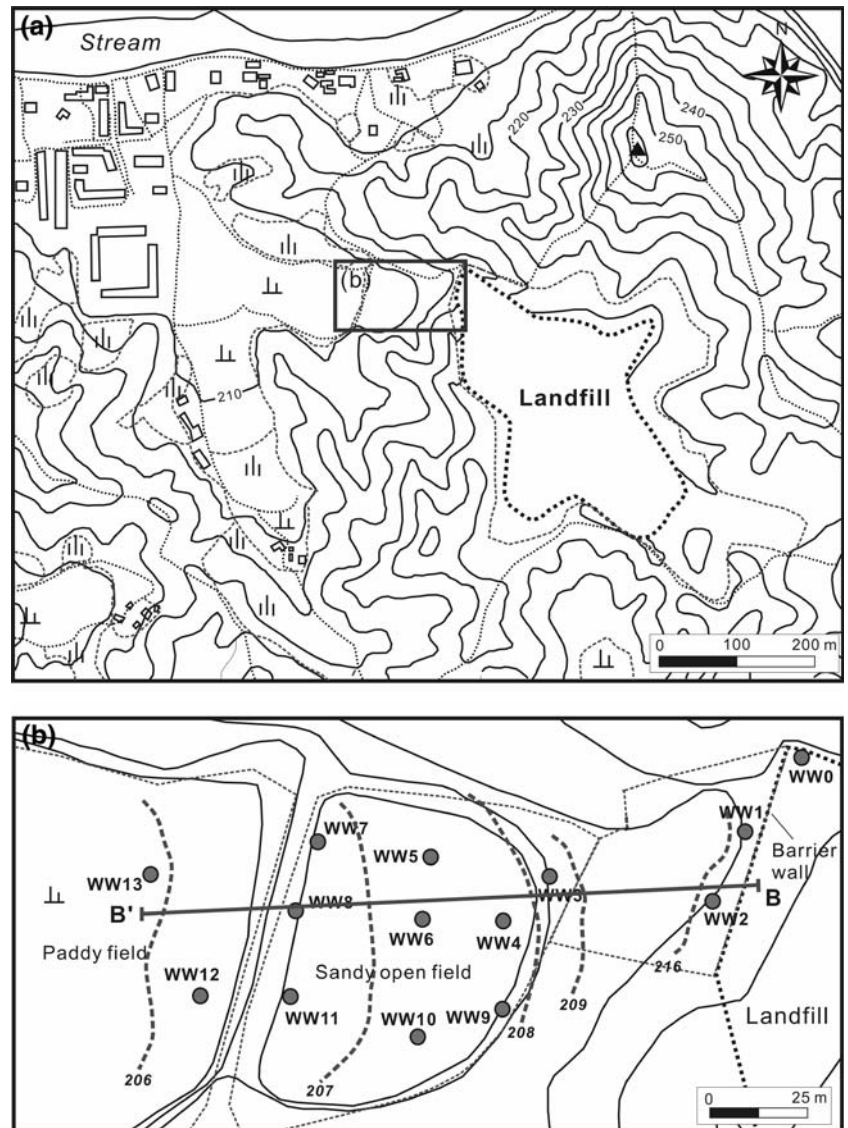 (a)
Stream
N
220
230
240
250
(b)
210
Landfill
0 100 200 m
(b)
WW0
WW7
WW1
WW5
Barrier
wall
WW13
WW3
B
B'
WW8
WW2
WW6
WW4
Paddy field
Sandy open field
216
WW12
209
WW11
WW9
Landfill
WW10
208
206
207
0 25 m